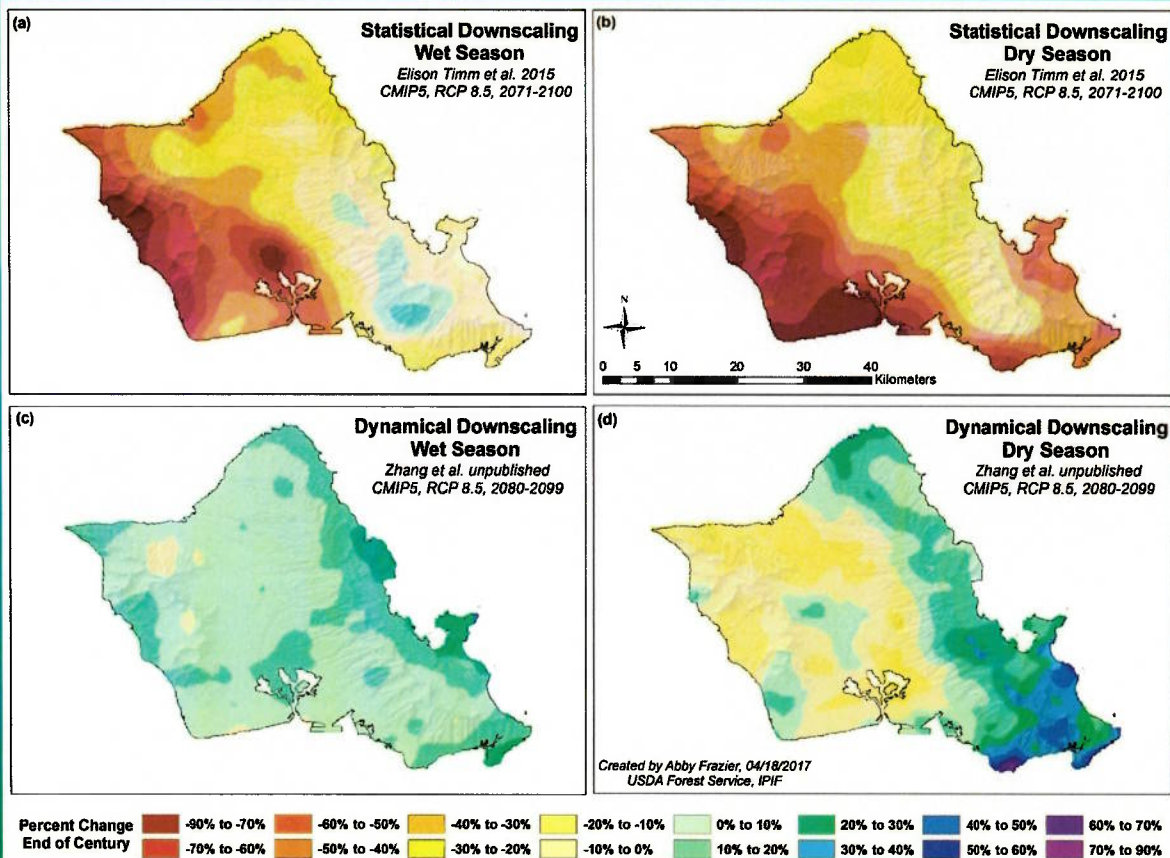 (a)
Statistical Downscaling
Wet Season
Elison Timm et al. 2015
CMIP5, RCP 8.5, 2071-2100
(b)
Statistical Downscaling
Dry Season
Elison Timm et al. 2015
CMIP5, RCP 8.5, 2071-2100
N
0 5 10 20 30 40
Kilometers
(c)
Dynamical Downscaling
Wet Season
Zhang et al. unpublished
CMIP5, RCP 8.5, 2080-2099
(d)
Dynamical Downscaling
Dry Season
Zhang et al. unpublished
CMIP5, RCP 8.5, 2080-2099
Created by Abby Frazier, 04/18/2017
USDA Forest Service, IPIF
Percent Change
End of Century
-90% to -70% -60% to -50% -40% to -30% -20% to -10% 0% to 10% 20% to 30% 40% to 50% 60% to 70%
-70% to -60% -50% to -40% -30% to -20% -10% to 0% 10% to 20% 30% to 40% 50% to 60% 70% to 90%